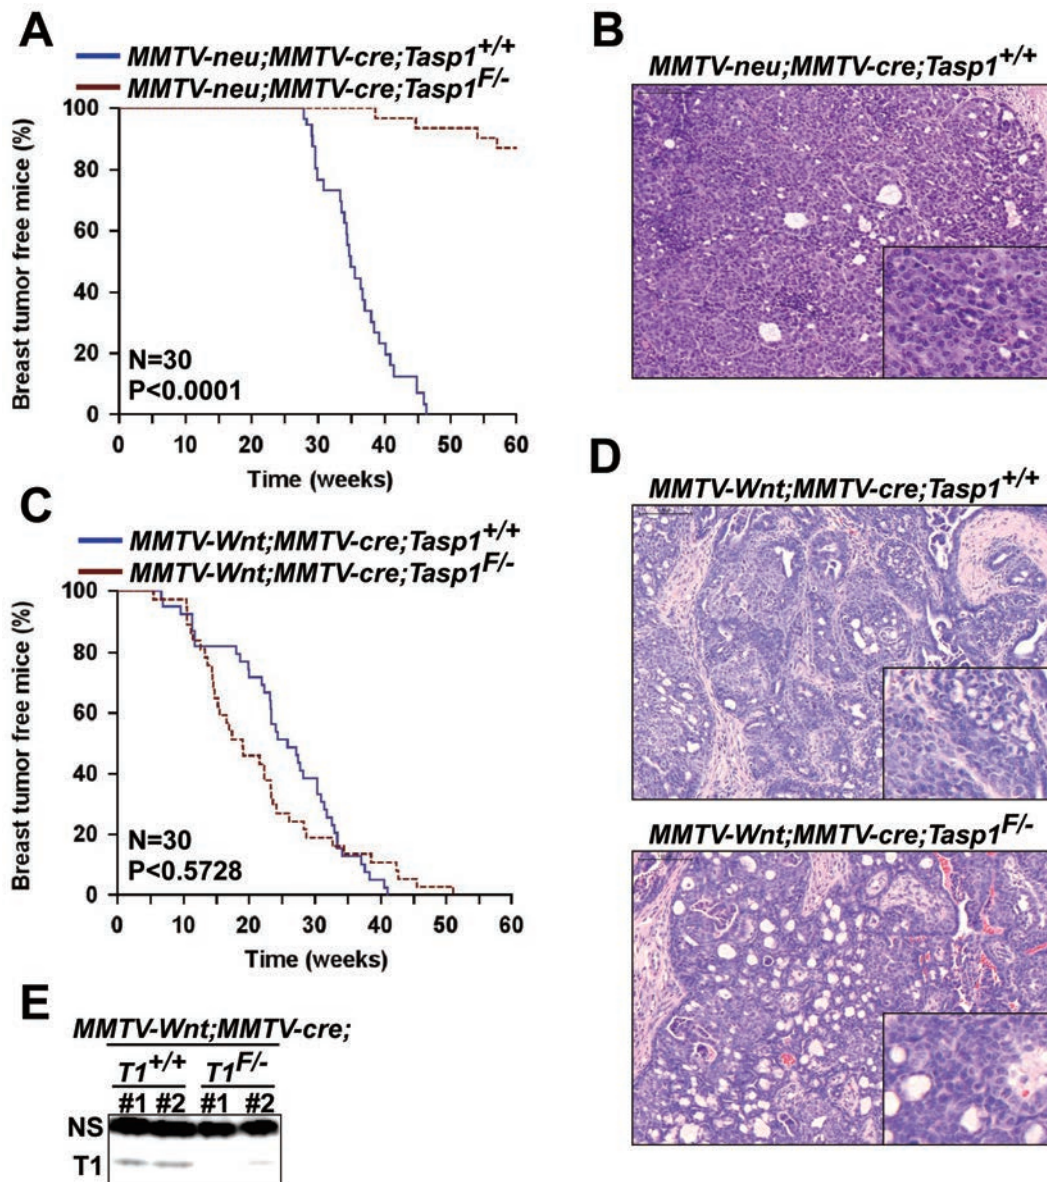 A
MMTV-neu;MMTV-cre;Tasp1+/+
MMTV-neu;MMTV-cre;Tasp1F/-
Breast tumor free mice (%)
100
80
60
40
20
0
N=30
P<0.0001
0 10 20 30 40 50 60
Time (weeks)
B
MMTV-neu;MMTV-cre;Tasp1+/+
C
MMTV-Wnt;MMTV-cre;Tasp1+/+
MMTV-Wnt;MMTV-cre;Tasp1F/-
Breast tumor free mice (%)
100
80
60
40
20
0
N=30
P<0.5728
0 10 20 30 40 50 60
Time (weeks)
D
MMTV-Wnt;MMTV-cre;Tasp1+/+
MMTV-Wnt;MMTV-cre;Tasp1F/-
E
MMTV-Wnt;MMTV-cre;
T1+/+ T1F/-
#1 #2 #1 #2
NS
T1